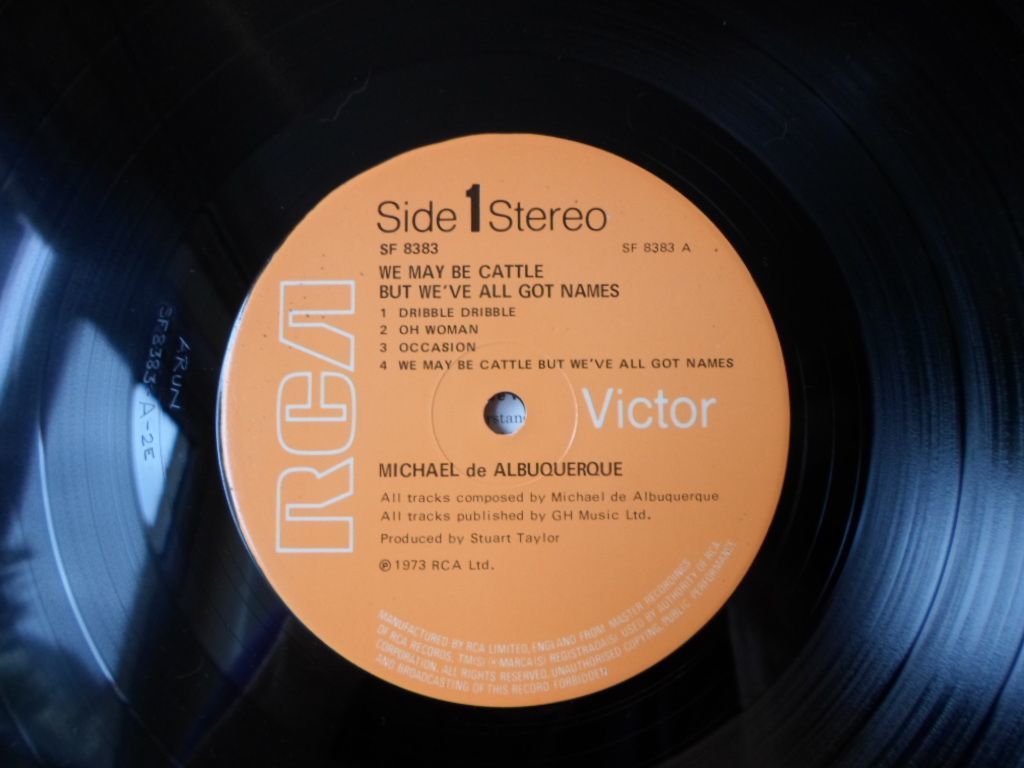 Side 1 Stereo
SF 8383
SF 8383 A
WE MAY BE CATTLE
BUT WE'VE ALL GOT NAMES
1 DRIBBLE DRIBBLE
2 OH WOMAN
3 OCCASION
4 WE MAY BE CATTLE BUT WE'VE ALL GOT NAMES
RCA
Victor
MICHAEL de ALBUQUERQUE
All tracks composed by Michael de Albuquerque
All tracks published by GH Music Ltd.
Produced by Stuart Taylor
℗ 1973 RCA Ltd.
MANUFACTURED BY RCA LIMITED, ENGLAND FROM MASTER RECORDINGS
OF RCA RECORDS, TM(S) ® MARCA(S) REGISTRADA(S) USED BY AUTHORITY OF RCA
CORPORATION. ALL RIGHTS RESERVED. UNAUTHORISED COPYING, PUBLIC PERFORMANCE
AND BROADCASTING OF THIS RECORD FORBIDDEN
ARUN
SF8383-A-2E